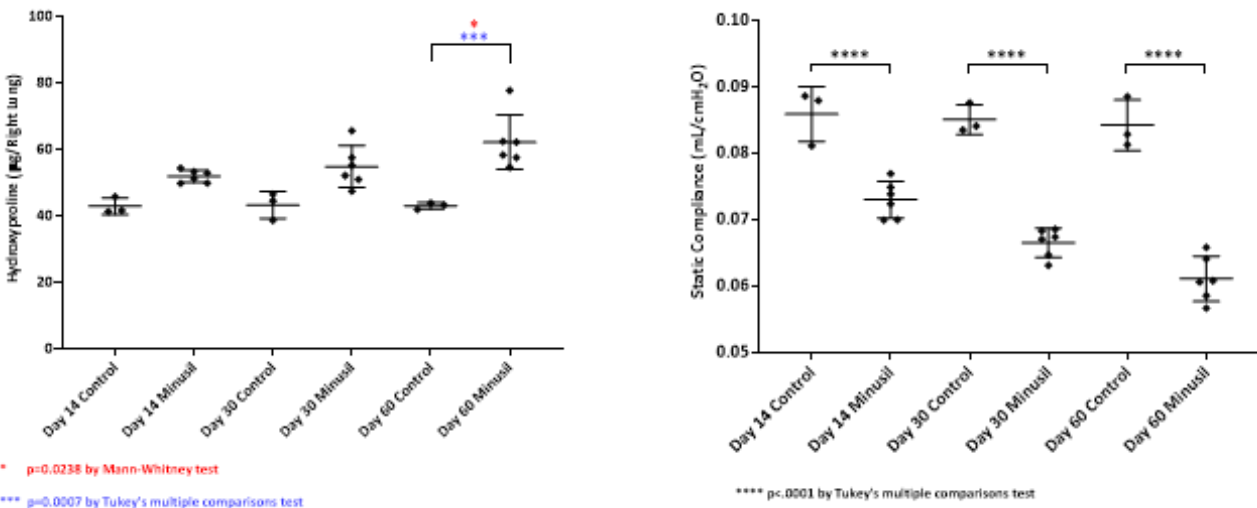 100
80
60
40
20
0
Hydroxyproline (µg/ Right Lung)
*
***
Day 14 Control
Day 14 Minusil
Day 30 Control
Day 30 Minusil
Day 60 Control
Day 60 Minusil
* p=0.0238 by Mann-Whitney test
*** p=0.0007 by Tukey's multiple comparisons test
0.10
0.09
0.08
0.07
0.06
0.05
Static Compliance (mL/cmH₂O)
****
****
****
Day 14 Control
Day 14 Minusil
Day 30 Control
Day 30 Minusil
Day 60 Control
Day 60 Minusil
**** p<.0001 by Tukey's multiple comparisons test